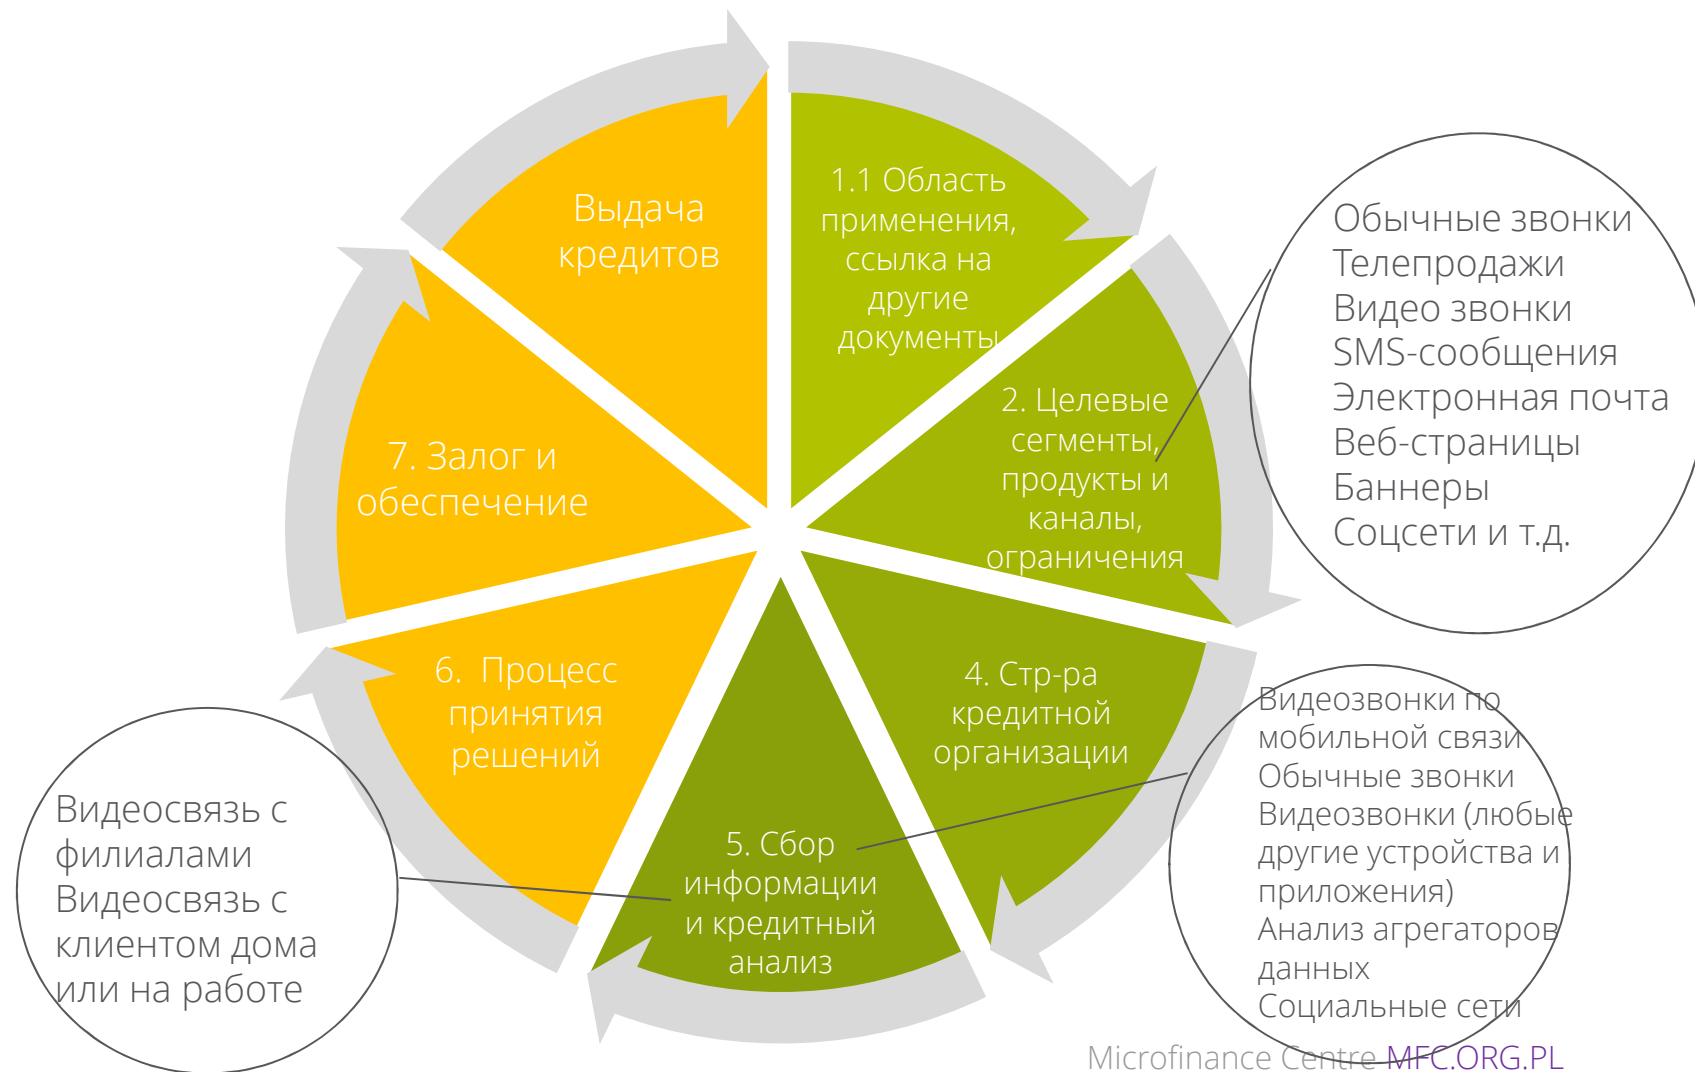 Выдача
кредитов
1.1 Область
применения,
ссылка на
другие
документы
Обычные звонки
Телепродажи
Видео звонки
SMS-сообщения
Электронная почта
Веб-страницы
Баннеры
Соцсети и т.д.
2. Целевые
сегменты,
продукты и
каналы,
ограничения
7. Залог и
обеспечение
4. Стр-ра
кредитной
организации
6. Процесс
принятия
решений
Видеозвонки по
мобильной связи
Обычные звонки
Видеозвонки (любые
другие устройства и
приложения)
Анализ агрегаторов
данных
Социальные сети
5. Сбор
информации
и кредитный
анализ
Видеосвязь с
филиалами
Видеосвязь с
клиентом дома
или на работе
Microfinance Centre MFC.ORG.PL